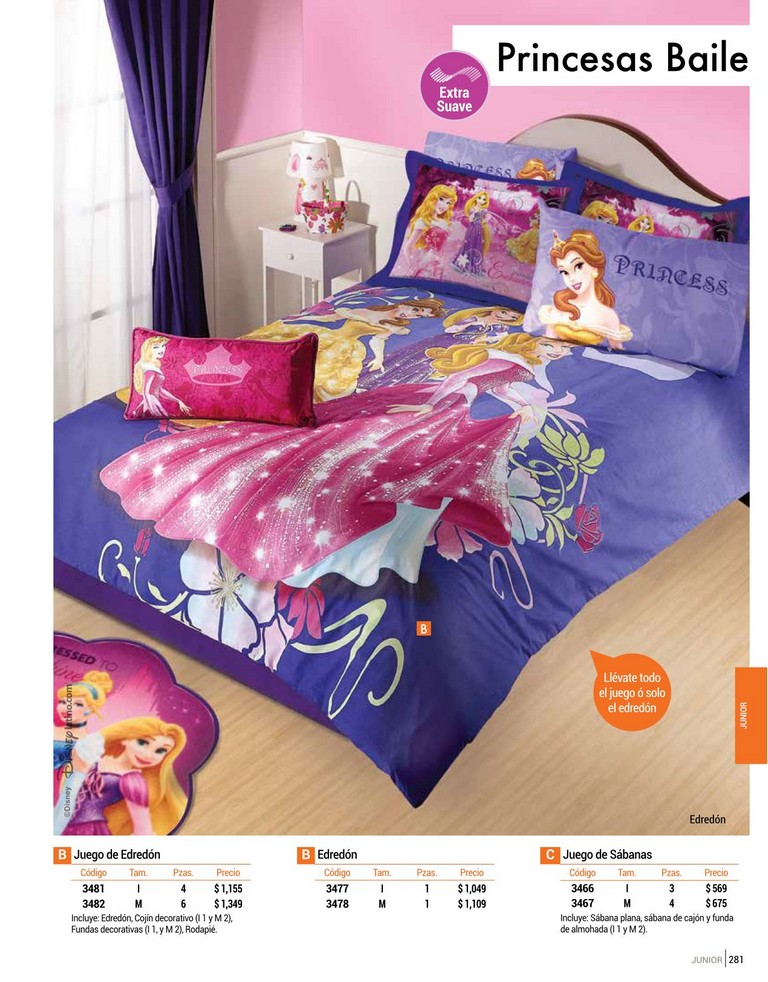 Princesas Baile
Extra
Suave
PRINCESS
PRINCESS
PRINCESS
B
Llévate todo
el juego ó solo
el edredón
JUNIOR
ESSED TO
©Disney DISNEYlatino.com
Edredón
B Juego de Edredón
Código Tam. Pzas. Precio
3481 I 4 $1,155
3482 M 6 $1,349
Incluye: Edredón, Cojín decorativo (I 1 y M 2),
Fundas decorativas (I 1, y M 2), Rodapié.
B Edredón
Código Tam. Pzas. Precio
3477 I 1 $1,049
3478 M 1 $1,109
C Juego de Sábanas
Código Tam. Pzas. Precio
3466 I 3 $569
3467 M 4 $675
Incluye: Sábana plana, sábana de cajón y funda
de almohada (I 1 y M 2).
JUNIOR 281